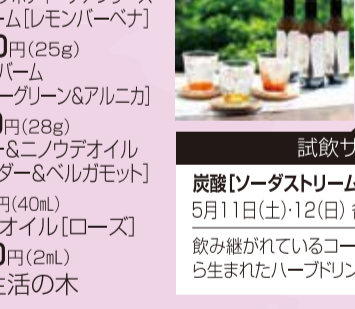 ーム[レモンバーベナ]
0円(25g)
バーム
ーグリーン&アルニカ]
0円(28g)
ー&ニノウデオイル
ダー&ベルガモット]
円(40mL)
オイル[ローズ]
0円(2mL)
生活の木
試飲サ
炭酸[ソーダストリーム
5月11日(土)・12(日)
飲み継がれているコー
ら生まれたハーブドリン